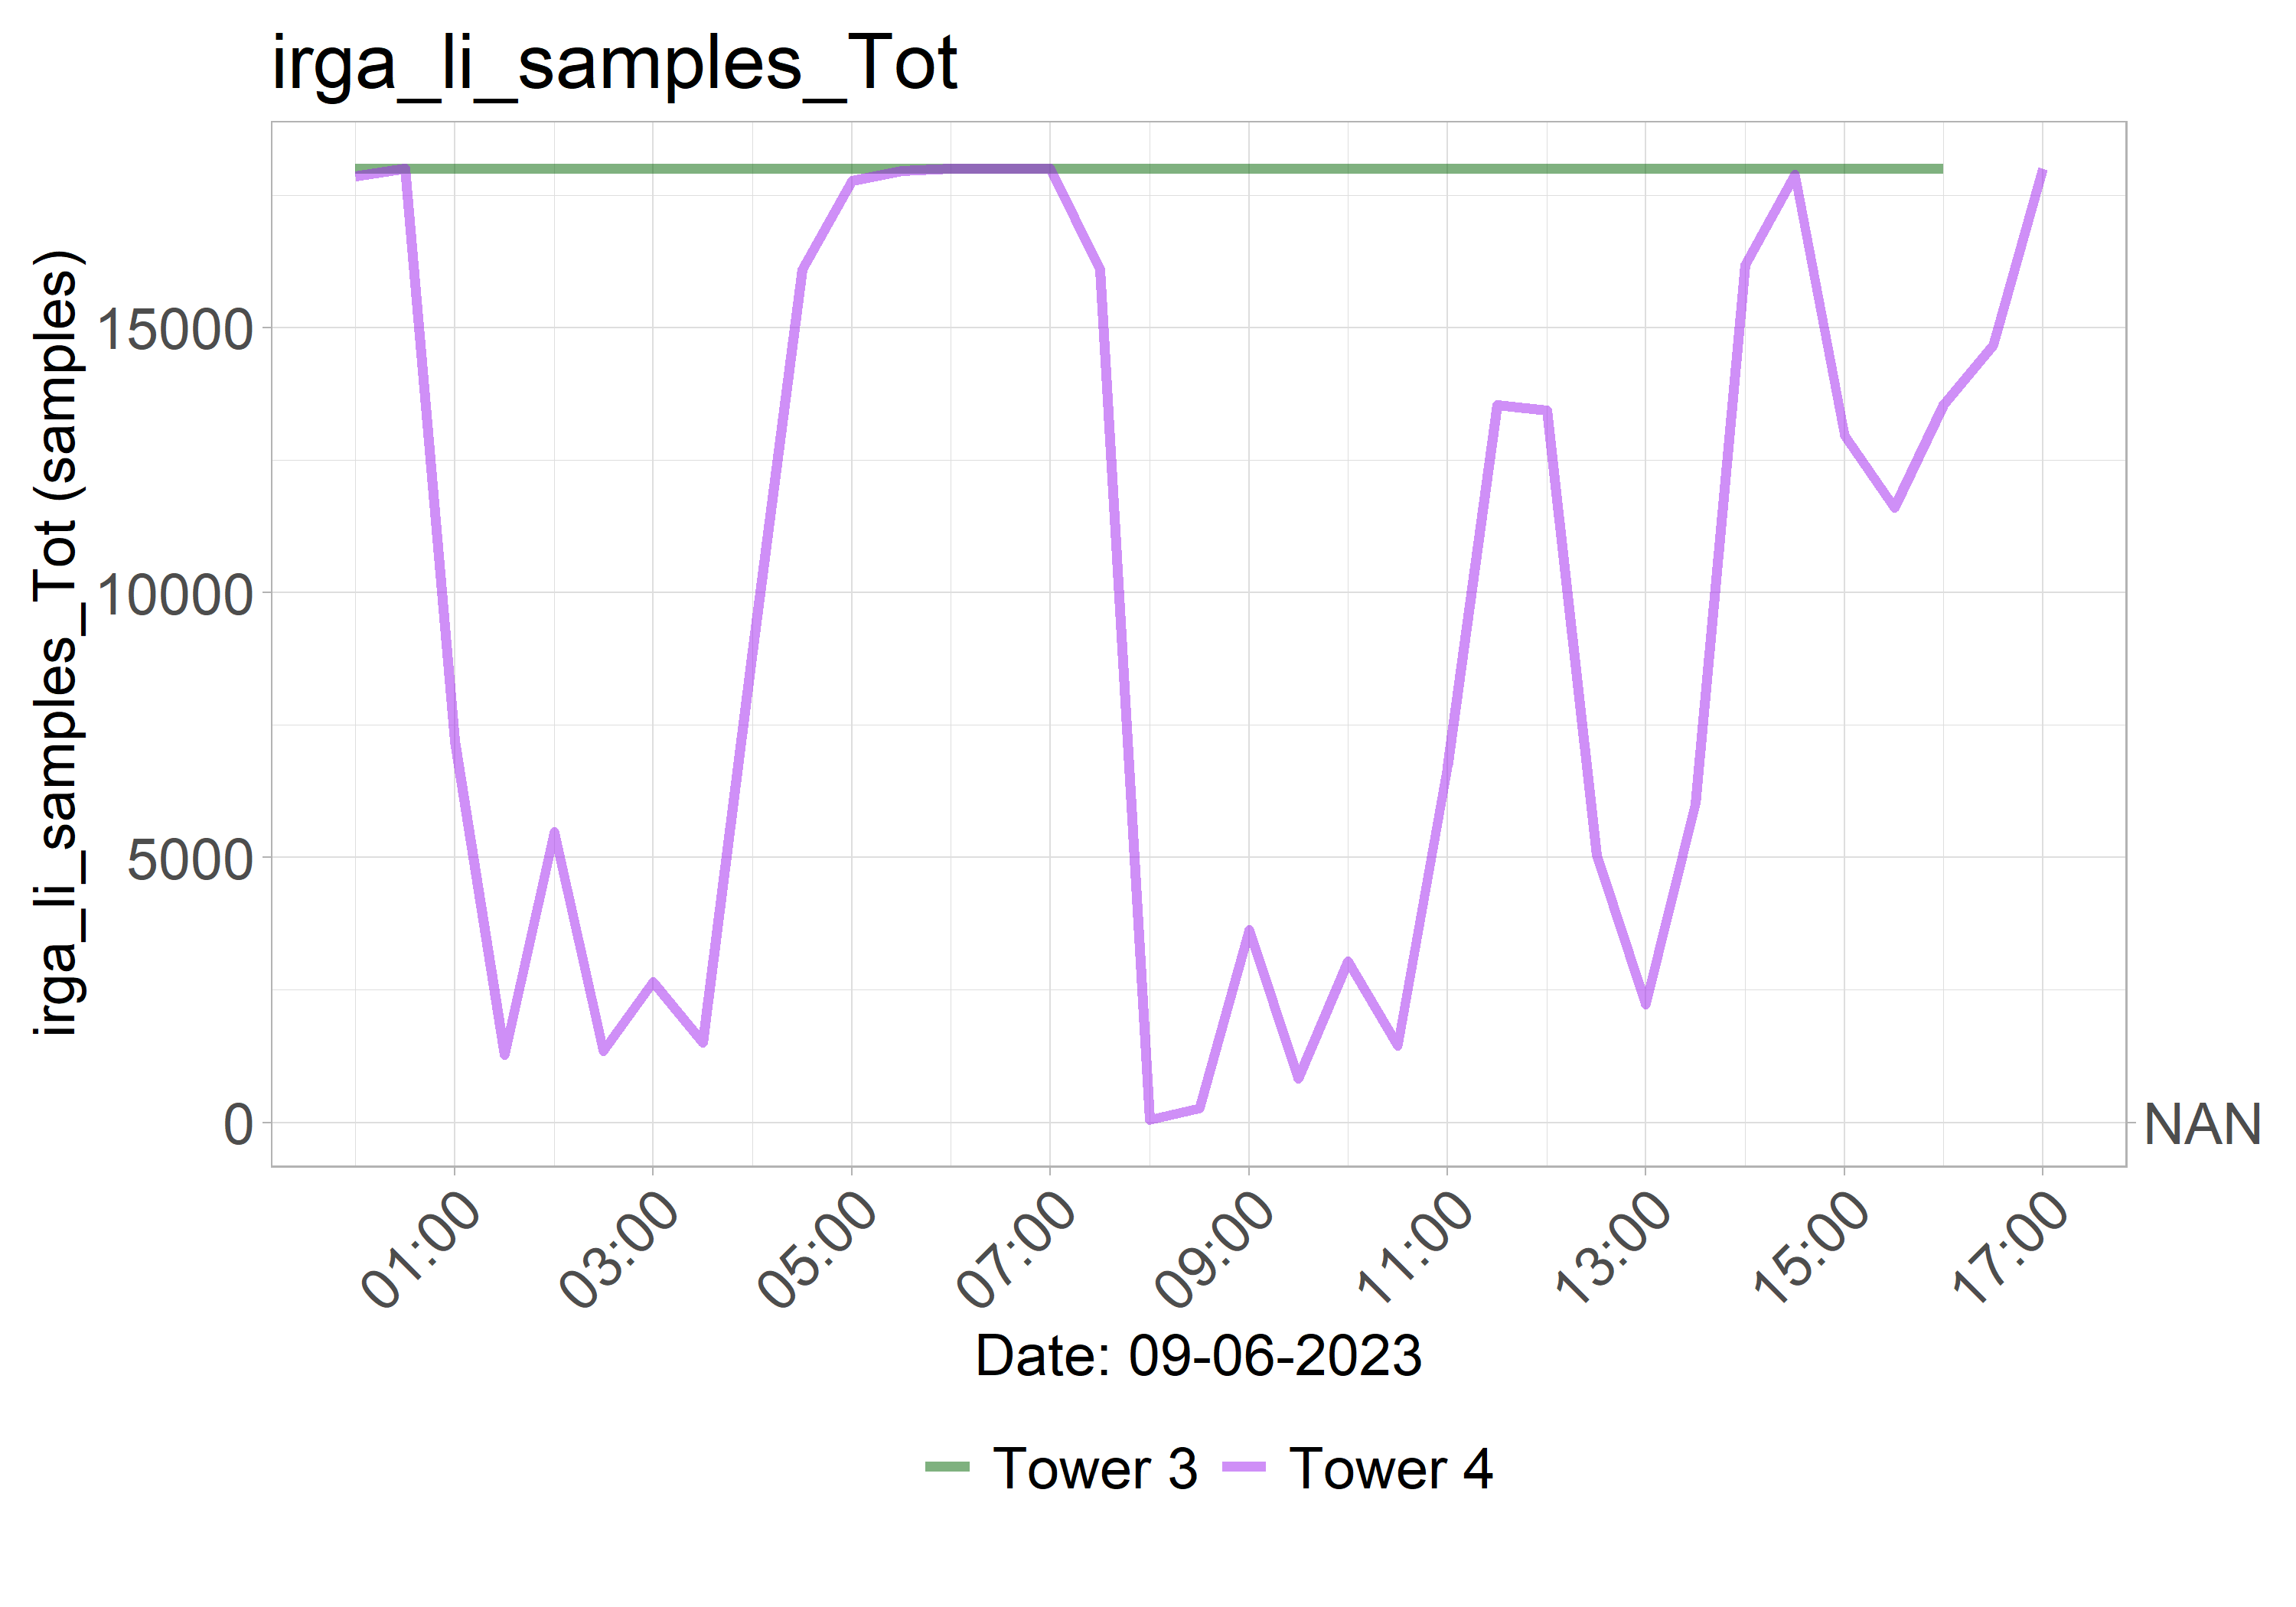 irga_li_samples_Tot
irga_li_samples_Tot (samples)
15000
10000
5000
0
NAN
01:00
03:00
05:00
07:00
09:00
11:00
13:00
15:00
17:00
Date: 09-06-2023
Tower 3
Tower 4